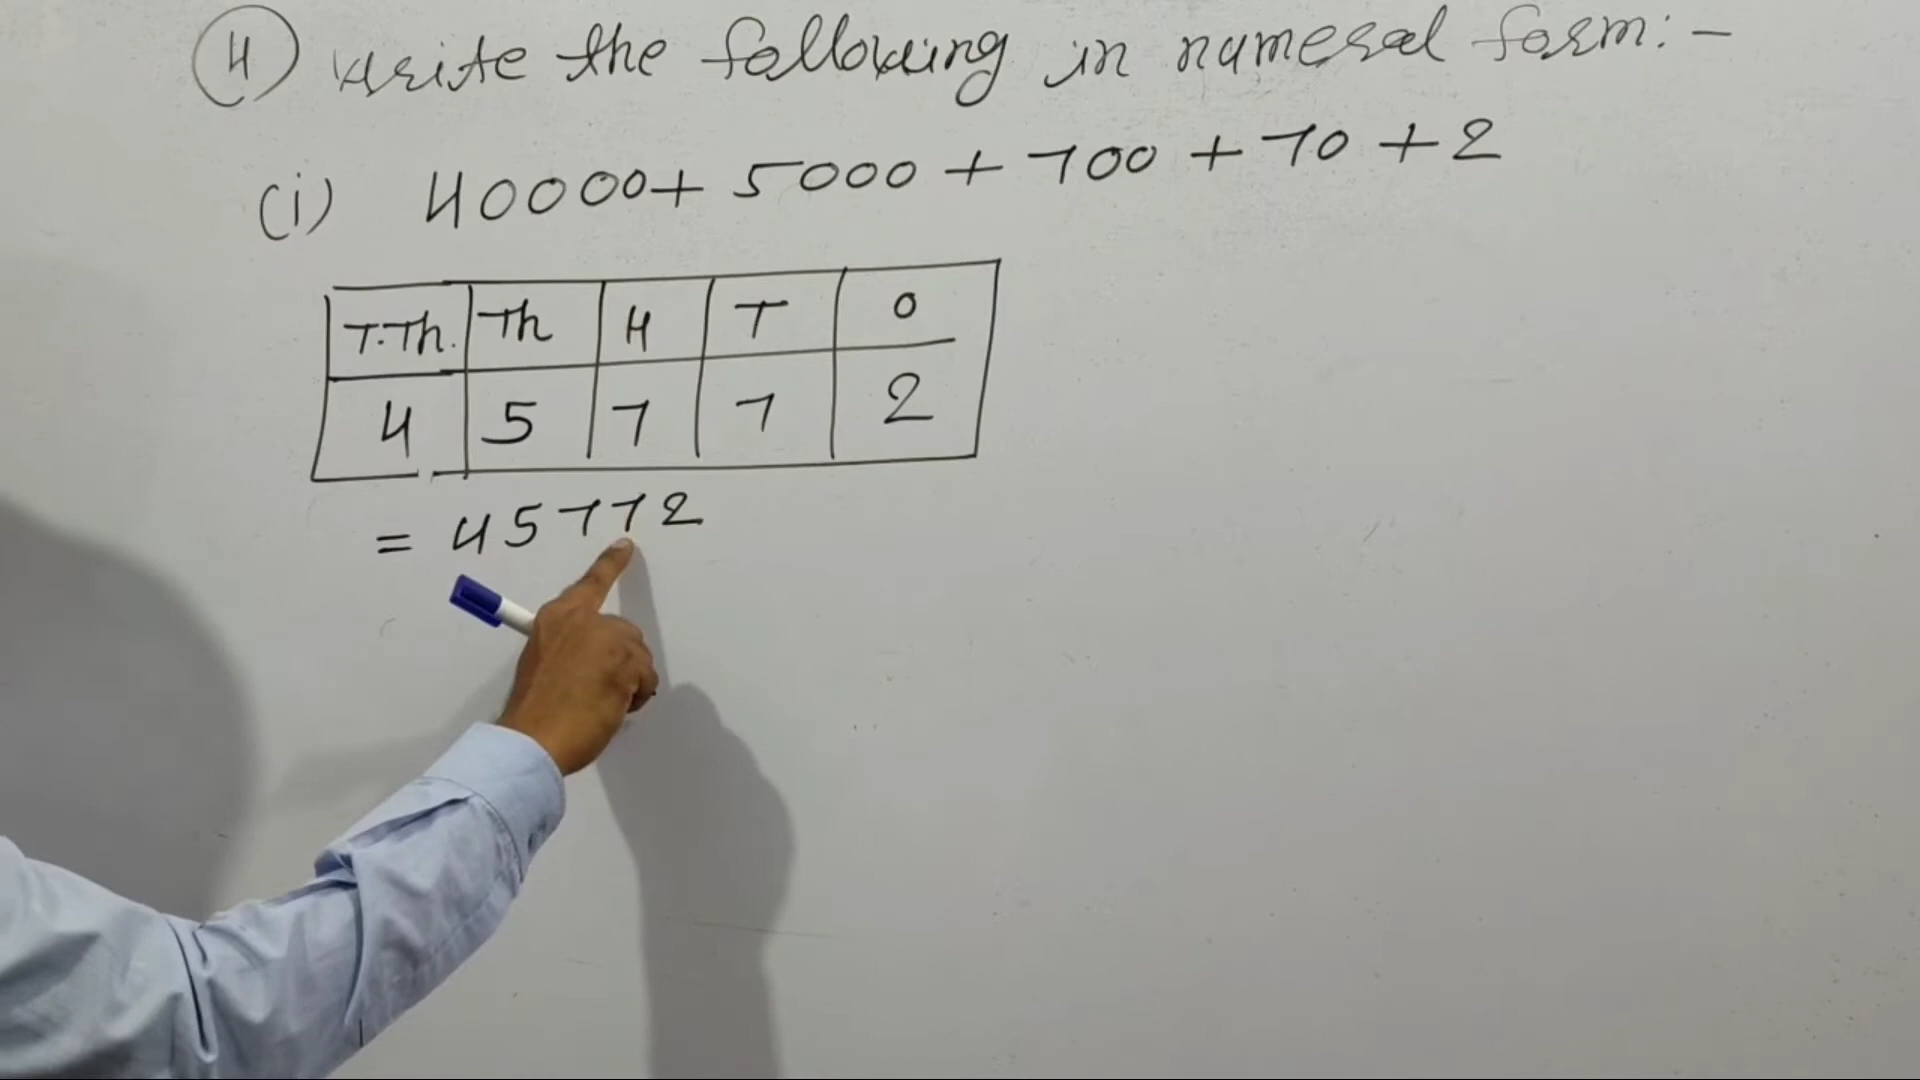 4 Write the following in numeral form:-
(i) 40000+ 5000 + 700 + 70 + 2
T.Th. Th H T O
4 5 7 7 2
= 45772